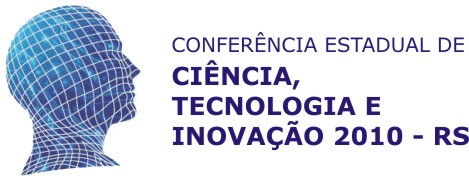 CONFERÊNCIA ESTADUAL DE
CIÊNCIA,
TECNOLOGIA E
INOVAÇÃO 2010 - RS